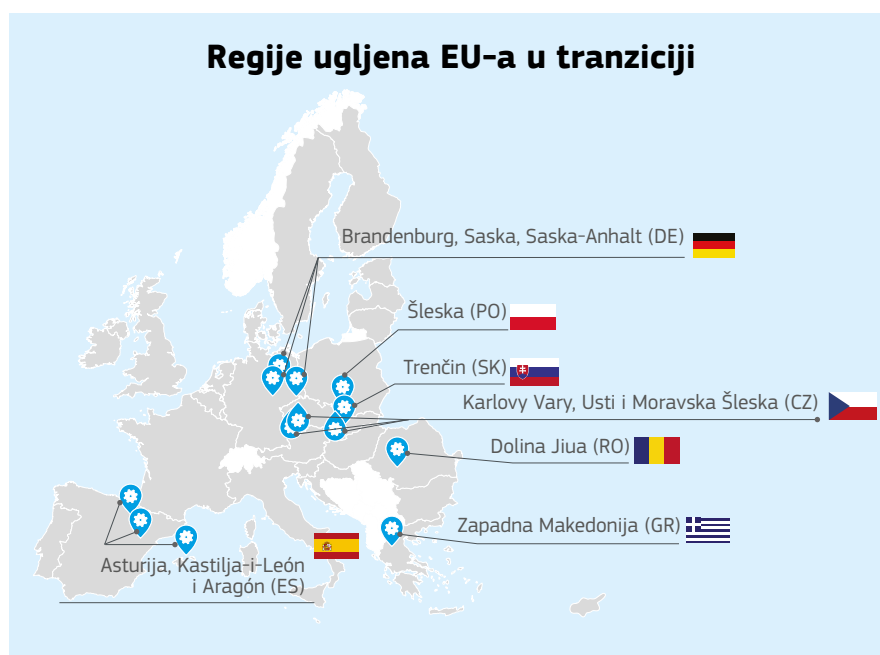 Regije ugljena EU-a u tranziciji
Brandenburg, Saska, Saska-Anhalt (DE)
Šleska (PO)
Trenčin (SK)
Karlovy Vary, Usti i Moravska Šleska (CZ)
Dolina Jiua (RO)
Zapadna Makedonija (GR)
Asturija, Kastilja-i-León
i Aragón (ES)